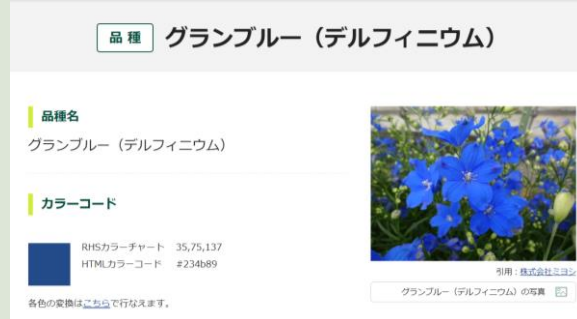 品種 グランブルー（デルフィニウム）
品種名
グランブルー（デルフィニウム）
カラーコード
RHSカラーチャート 35,75,137
HTMLカラーコード #234b89
各色の変換はこちらで行なえます。
引用：株式会社ミヨシ
グランブルー（デルフィニウム）の写真